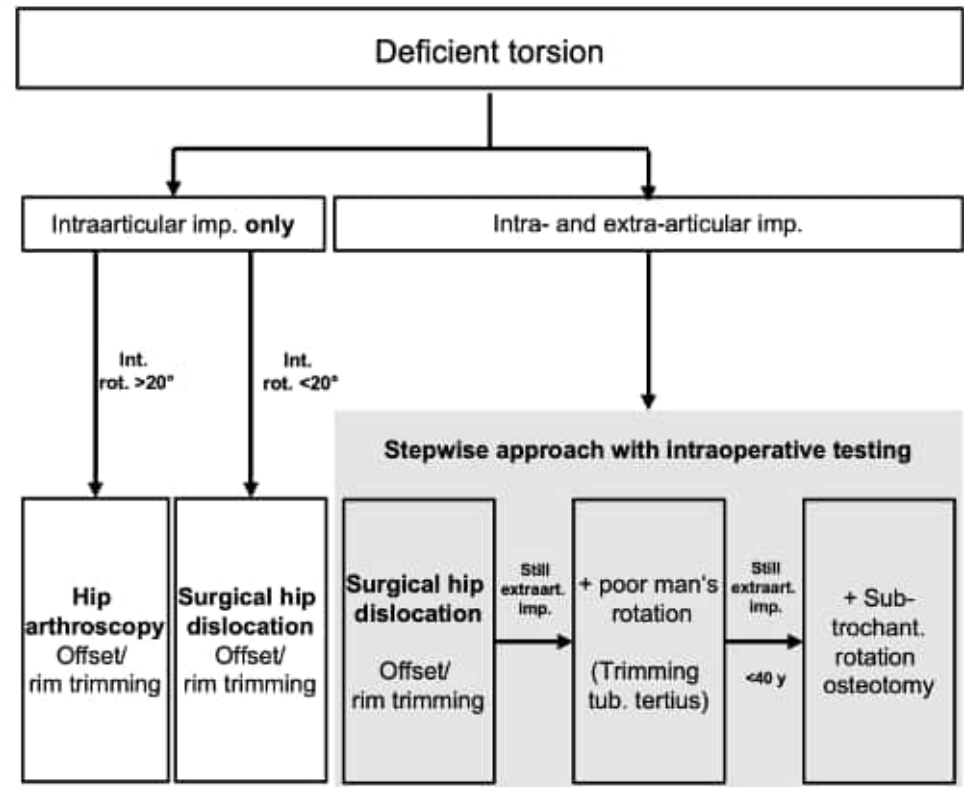 Deficient torsion
Intraarticular imp. only
Intra- and extra-articular imp.
Int.
rot. >20°
Int.
rot. <20°
Stepwise approach with intraoperative testing
Hip
arthroscopy
Offset/
rim trimming
Surgical hip
dislocation
Offset/
rim trimming
Surgical hip
dislocation
Offset/
rim trimming
Still
extraart.
imp.
+ poor man's
rotation
(Trimming
tub. tertius)
Still
extraart.
imp.
<40 y
+ Sub-
trochant.
rotation
osteotomy